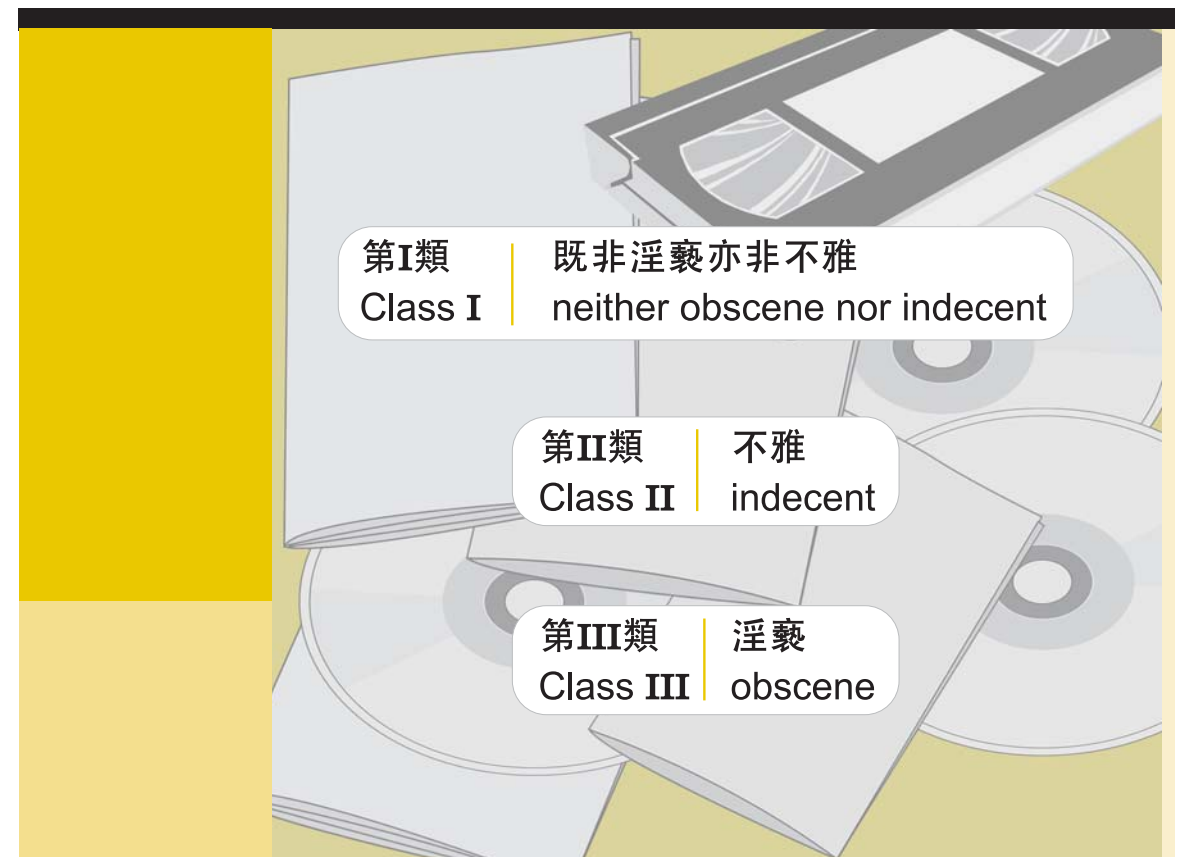 第I類
Class I
既非淫褻亦非不雅
neither obscene nor indecent
第II類
Class II
不雅
indecent
第III類
Class III
淫褻
obscene